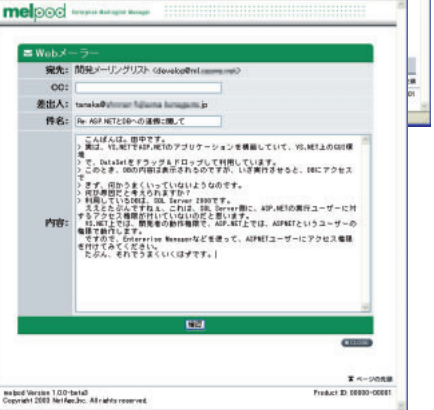 melpod Enterprise Mailinglist Manager
Webメーラー
宛先: 開発メーリングリスト <develop@ml
CC:
差出人: tanaka@ .jp
件名: Re: ASP.NETとDBへの連携に関して
内容:
こんばんは。田中です。
> 実は、VS.NETでASP.NETのアプリケーションを構築していて、VS.NET上のGUI環
境
> で、DataSetをドラッグ&ドロップして利用しています。
> このとき、DBの内容は表示されるのですが、いざ実行させると、DBにアクセス
で
> きず、何かうまくいっていないようなのです。
> 何が原因だと考えられますか?
> 利用しているDBは、SQL Server 2000です。
ええとたぶんですねぇ、これは、SQL Server側に、ASP.NETの実行ユーザーに対
するアクセス権限が付いていないのだと思います。
VS.NET上では、開発者の動作権限で、ASP.NET上では、ASPNETというユーザーの
権限で動作します。
ですので、Enterprise Managerなどを使って、ASPNETユーザーにアクセス権限
を付けてみてください。
たぶん、それでうまくいくはずです。
確認
CLOSE
ページの先頭
melpod Version 1.0.0-beta3
Product ID: 00000-00001
Copyright 2003 NetAge,Inc. All rights reserved.